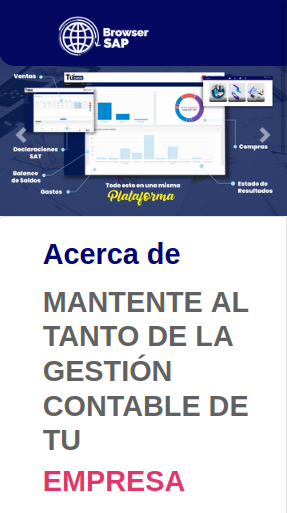 Browser
SAP
Ventas
Compras
Declaraciones
SAT
Balance
de Saldos
Gastos
Estado de
Resultados
Todo esto en una misma
Plataforma
Acerca de
MANTENTE AL
TANTO DE LA
GESTIÓN
CONTABLE DE
TU
EMPRESA